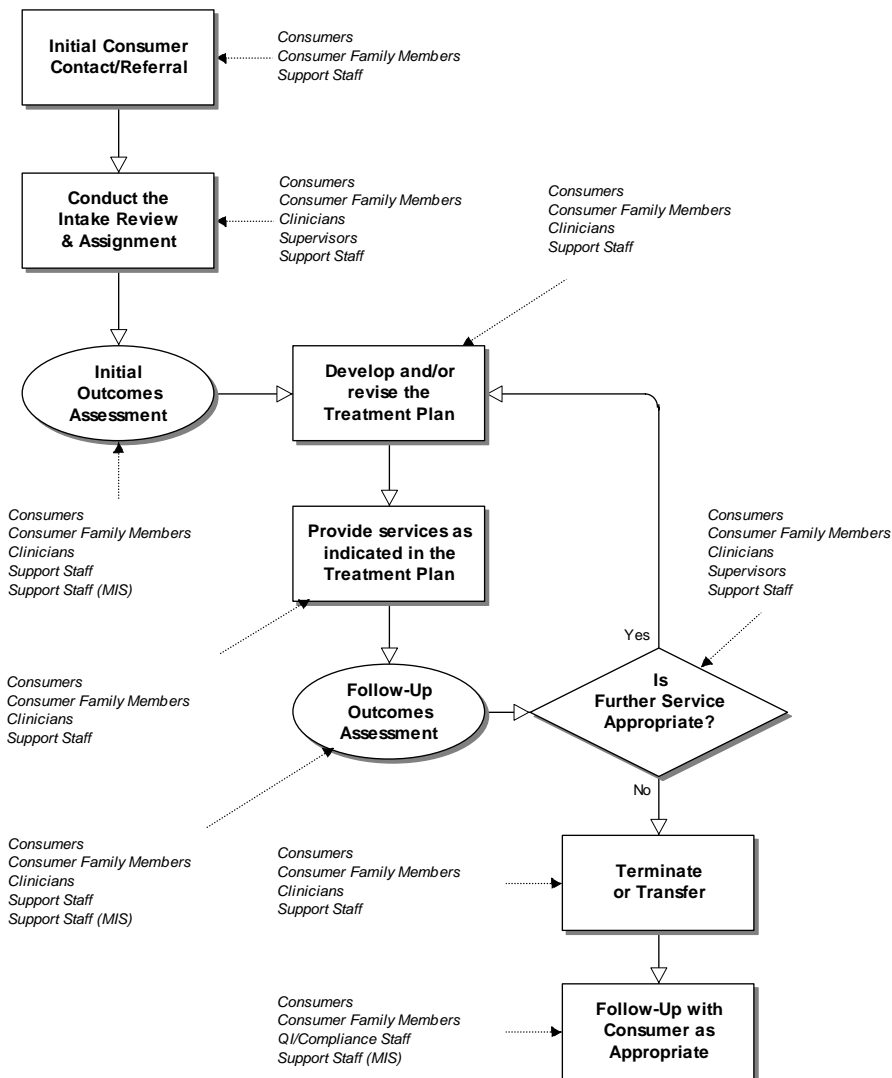 Initial Consumer
Contact/Referral
Consumers
Consumer Family Members
Support Staff
Conduct the
Intake Review
& Assignment
Consumers
Consumer Family Members
Clinicians
Supervisors
Support Staff
Consumers
Consumer Family Members
Clinicians
Support Staff
Initial
Outcomes
Assessment
Develop and/or
revise the
Treatment Plan
Consumers
Consumer Family Members
Clinicians
Support Staff
Support Staff (MIS)
Provide services as
indicated in the
Treatment Plan
Consumers
Consumer Family Members
Clinicians
Supervisors
Support Staff
Yes
Consumers
Consumer Family Members
Clinicians
Support Staff
Follow-Up
Outcomes
Assessment
Is
Further Service
Appropriate?
No
Consumers
Consumer Family Members
Clinicians
Support Staff
Support Staff (MIS)
Consumers
Consumer Family Members
Clinicians
Support Staff
Terminate
or Transfer
Consumers
Consumer Family Members
QI/Compliance Staff
Support Staff (MIS)
Follow-Up with
Consumer as
Appropriate